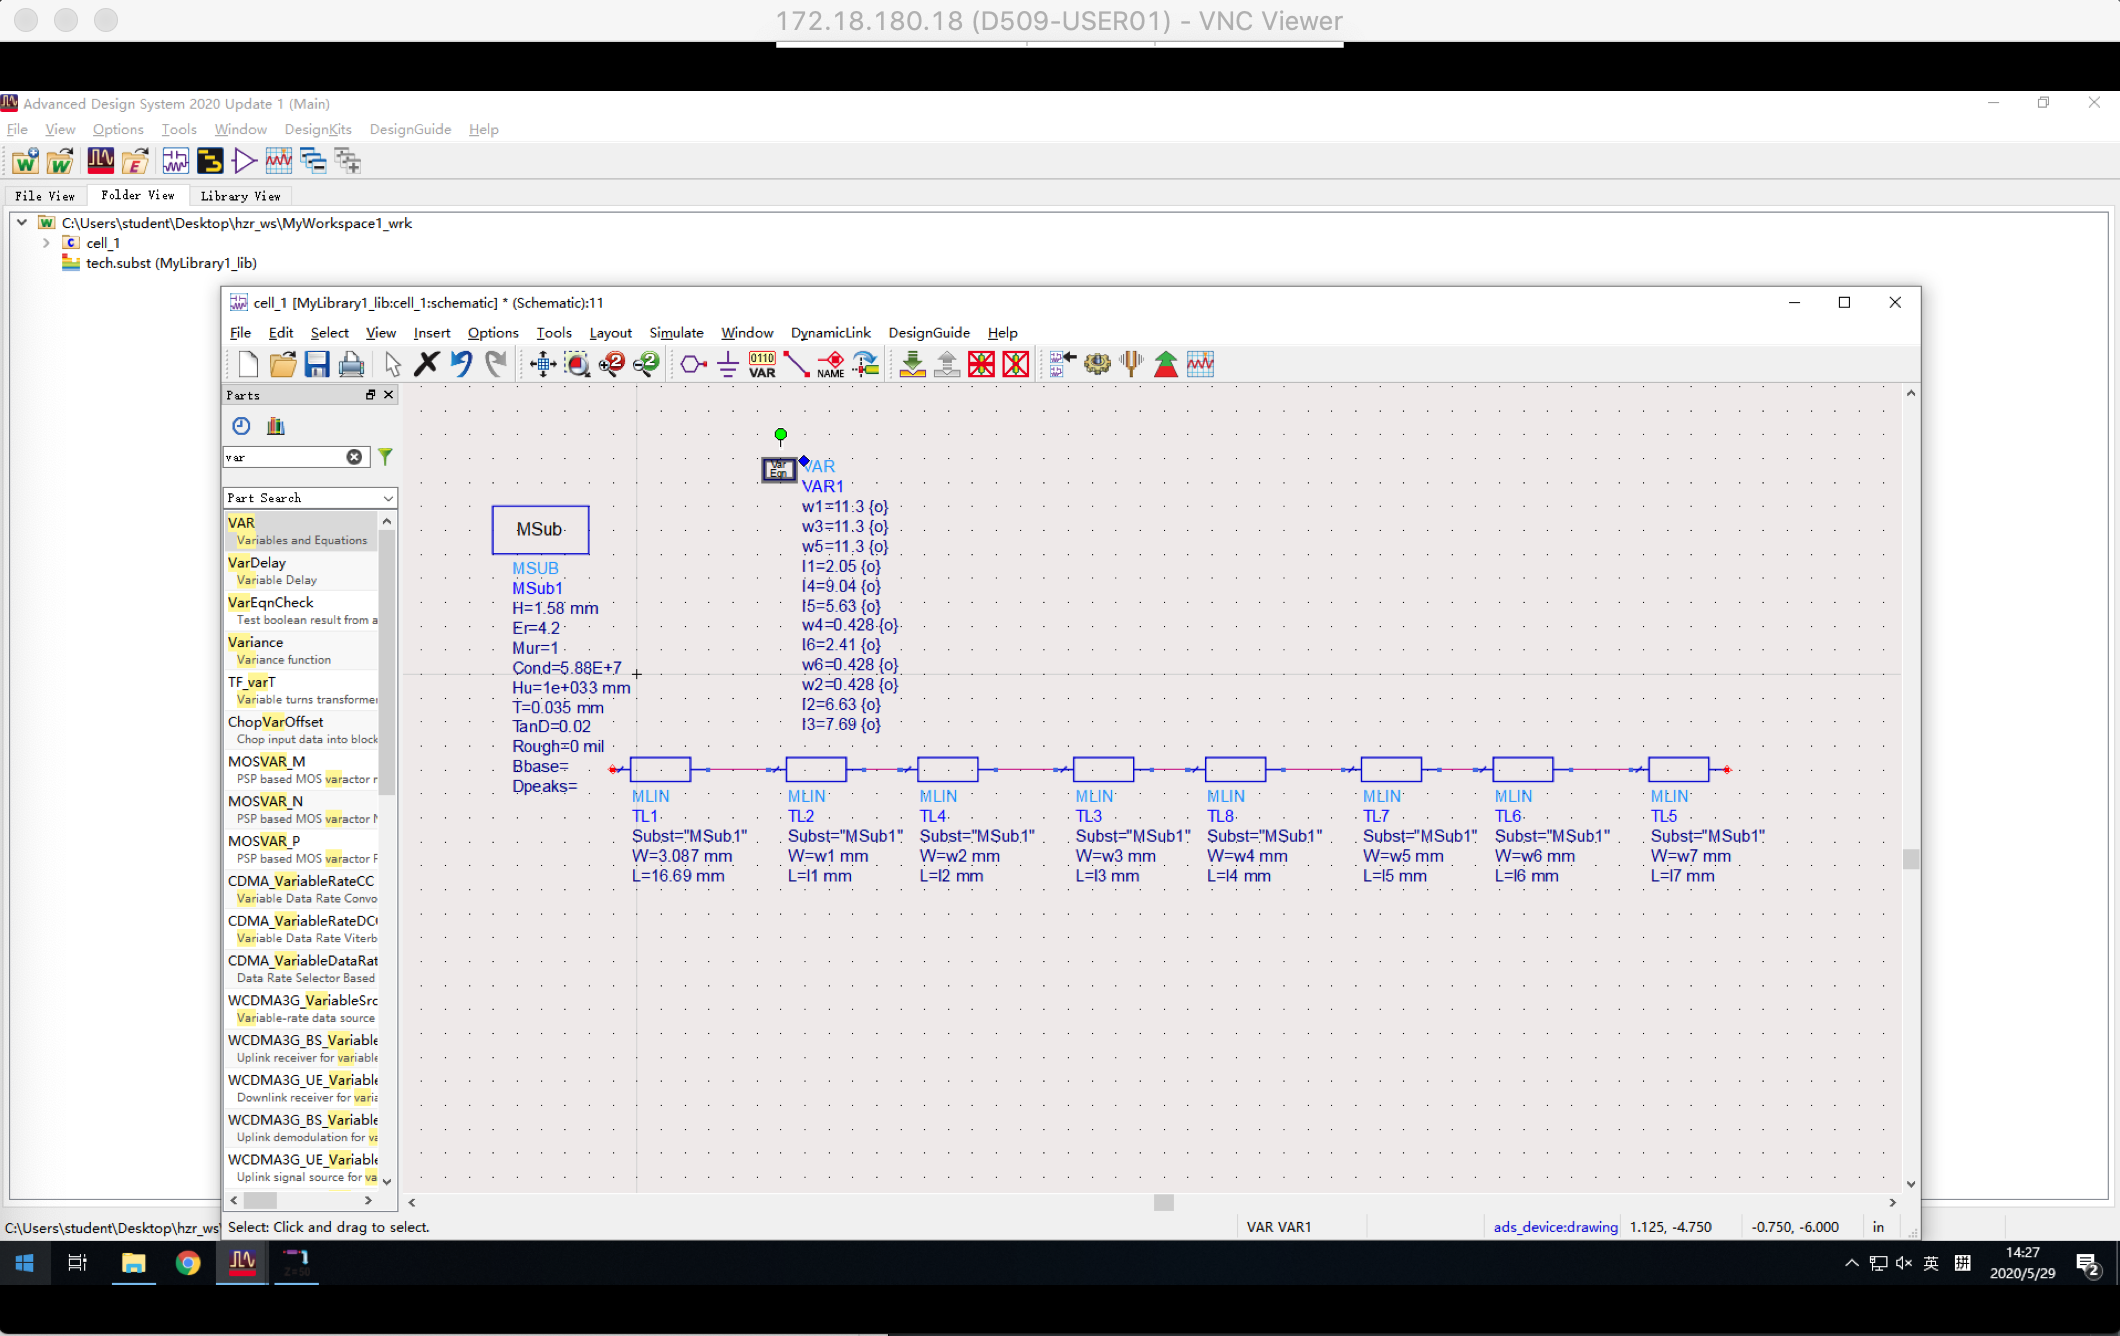 172.18.180.18 (D509-USER01) - VNC Viewer
Advanced Design System 2020 Update 1 (Main)
File View Options Tools Window DesignKits DesignGuide Help
File View Folder View Library View
C:\Users\student\Desktop\hzr_ws\MyWorkspace1_wrk
cell_1
tech.subst (MyLibrary1_lib)
cell_1 [MyLibrary1_lib:cell_1:schematic] * (Schematic):11
File Edit Select View Insert Options Tools Layout Simulate Window DynamicLink DesignGuide Help
0110
VAR
NAME
Parts
var
Part Search
VAR
Variables and Equations
VarDelay
Variable Delay
VarEqnCheck
Test boolean result from a
Variance
Variance function
TF_varT
Variable turns transformer
ChopVarOffset
Chop input data into block
MOSVAR_M
PSP based MOS varactor r
MOSVAR_N
PSP based MOS varactor N
MOSVAR_P
PSP based MOS varactor P
CDMA_VariableRateCC
Variable Data Rate Convo
CDMA_VariableRateDC
Variable Data Rate Viterb
CDMA_VariableDataRat
Data Rate Selector Based
WCDMA3G_VariableSrc
Variable-rate data source
WCDMA3G_BS_Variable
Uplink receiver for variable
WCDMA3G_UE_Variable
Downlink receiver for varia
WCDMA3G_BS_Variable
Uplink demodulation for va
WCDMA3G_UE_Variable
Uplink signal source for va
MSub
MSUB
MSub1
H=1.58 mm
Er=4.2
Mur=1
Cond=5.88E+7
Hu=1e+033 mm
T=0.035 mm
TanD=0.02
Rough=0 mil
Bbase=
Dpeaks=
Var
Eqn
VAR
VAR1
w1=11.3 {o}
w3=11.3 {o}
w5=11.3 {o}
l1=2.05 {o}
l4=9.04 {o}
l5=5.63 {o}
w4=0.428 {o}
l6=2.41 {o}
w6=0.428 {o}
w2=0.428 {o}
l2=6.63 {o}
l3=7.69 {o}
MLIN MLIN MLIN MLIN MLIN MLIN MLIN MLIN
TL1 TL2 TL4 TL3 TL8 TL7 TL6 TL5
Subst="MSub1" Subst="MSub1" Subst="MSub1" Subst="MSub1" Subst="MSub1" Subst="MSub1" Subst="MSub1" Subst="MSub1"
W=3.087 mm W=w1 mm W=w2 mm W=w3 mm W=w4 mm W=w5 mm W=w6 mm W=w7 mm
L=16.69 mm L=l1 mm L=l2 mm L=l3 mm L=l4 mm L=l5 mm L=l6 mm L=l7 mm
C:\Users\student\Desktop\hzr_ws
Select: Click and drag to select. VAR VAR1 ads_device:drawing 1.125, -4.750 -0.750, -6.000 in
英 拼
14:27
2020/5/29
2